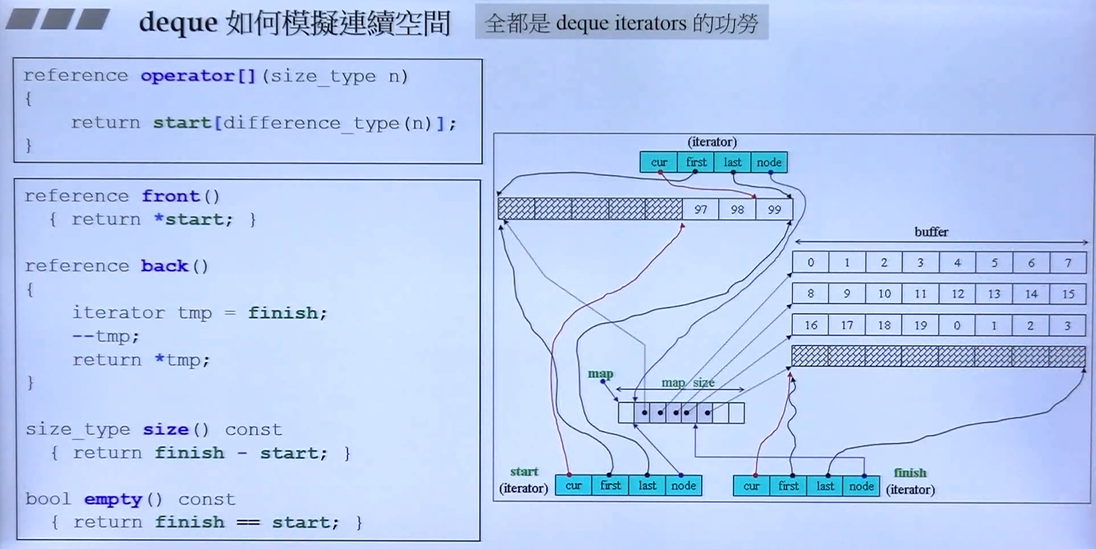 deque 如何模擬連續空間
全都是 deque iterators 的功勞
reference operator[](size_type n)
{
return start[difference_type(n)];
}
reference front()
{ return *start; }
reference back()
{
iterator tmp = finish;
--tmp;
return *tmp;
}
size_type size() const
{ return finish - start; }
bool empty() const
{ return finish == start; }
(iterator)
cur first last node
97 98 99
buffer
0 1 2 3 4 5 6 7
8 9 10 11 12 13 14 15
16 17 18 19 0 1 2 3
map
map size
start
(iterator)
cur first last node
cur first last node
finish
(iterator)